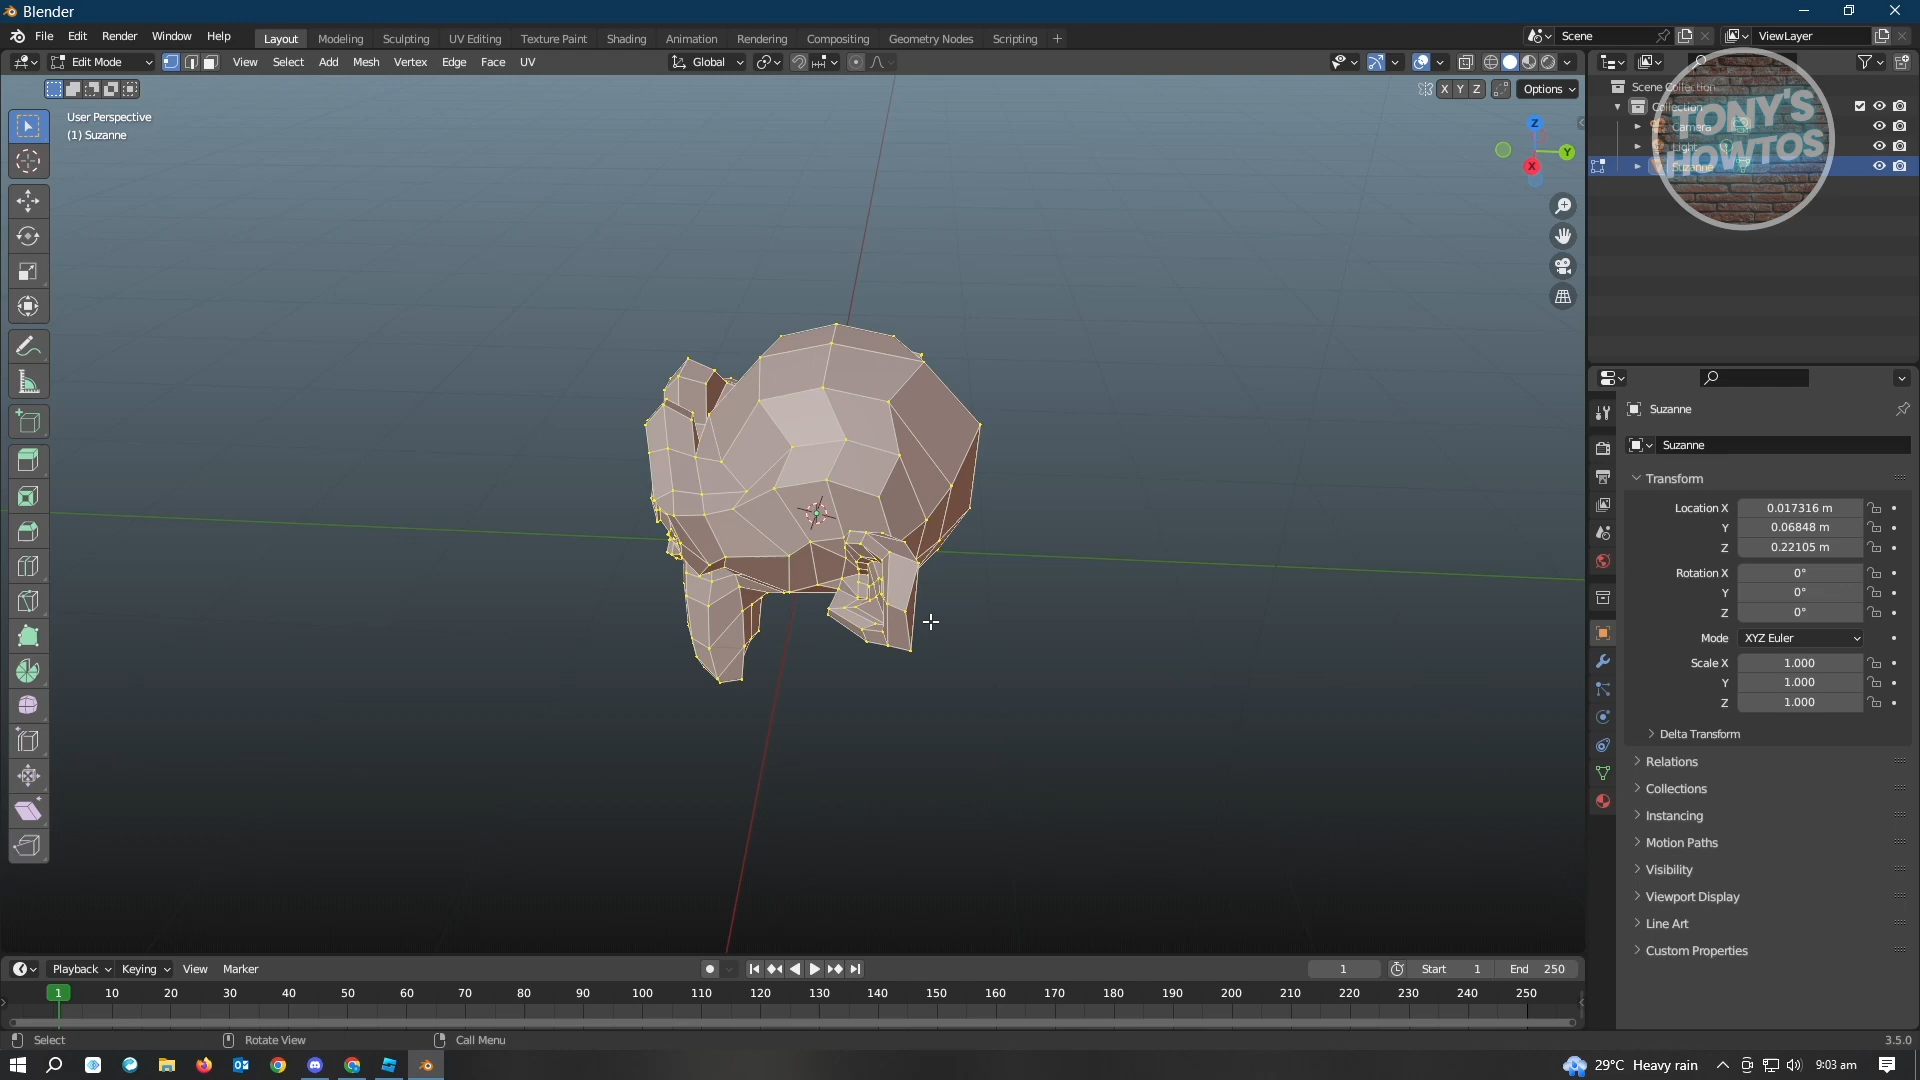 Blender
File Edit Render Window Help
Layout Modeling Sculpting UV Editing Texture Paint Shading Animation Rendering Compositing Geometry Nodes Scripting +
Scene
ViewLayer
Edit Mode
View Select Add Mesh Vertex Edge Face UV
Global
X Y Z
Options
User Perspective
(1) Suzanne
Z
Y
X
Scene Collection
Collection
Camera
Light
Suzanne
TONY'S
HOWTOS
Suzanne
Suzanne
Transform
Location X 0.017316 m
Y 0.06848 m
Z 0.22105 m
Rotation X 0°
Y 0°
Z 0°
Mode XYZ Euler
Scale X 1.000
Y 1.000
Z 1.000
Delta Transform
Relations
Collections
Instancing
Motion Paths
Visibility
Viewport Display
Line Art
Custom Properties
Playback Keying View Marker
1 Start 1 End 250
1 10 20 30 40 50 60 70 80 90 100 110 120 130 140 150 160 170 180 190 200 210 220 230 240 250
Select Rotate View Call Menu
3.5.0
29°C Heavy rain 9:03 am